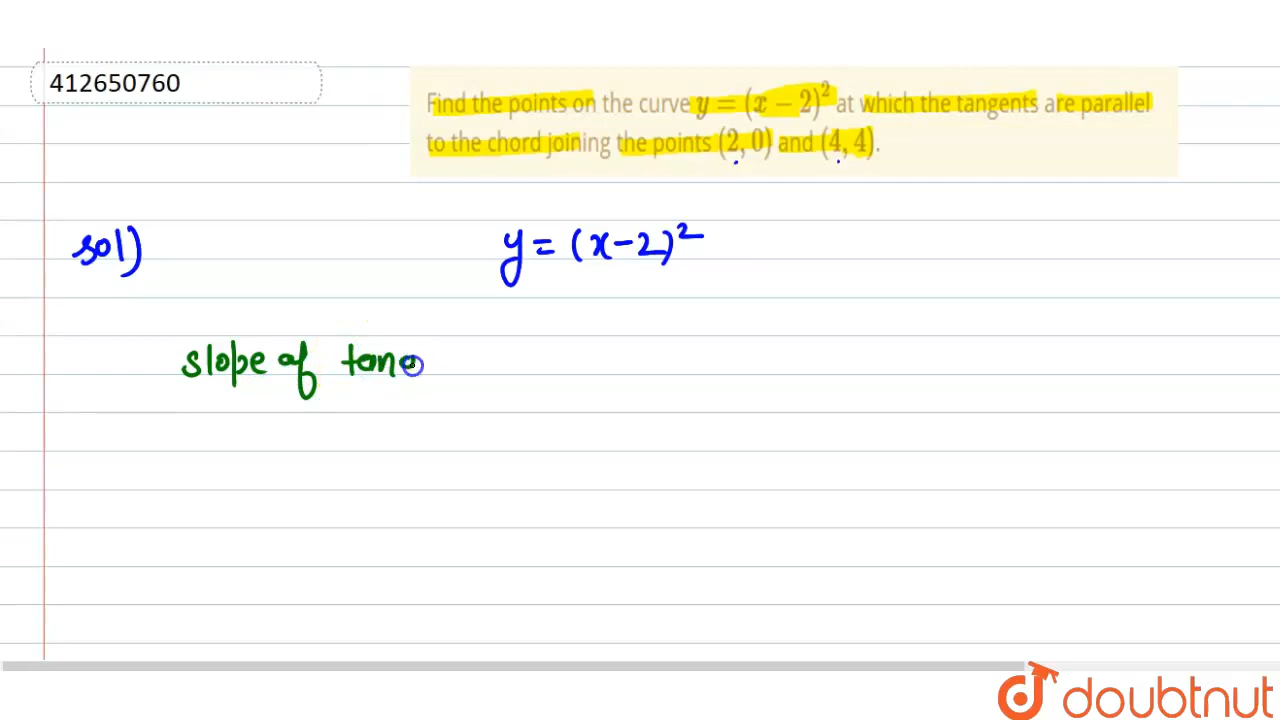 412650760
Find the points on the curve y = (x − 2)² at which the tangents are parallel
to the chord joining the points (2, 0) and (4, 4).
sol)
y = (x-2)²
slope of tang
doubtnut